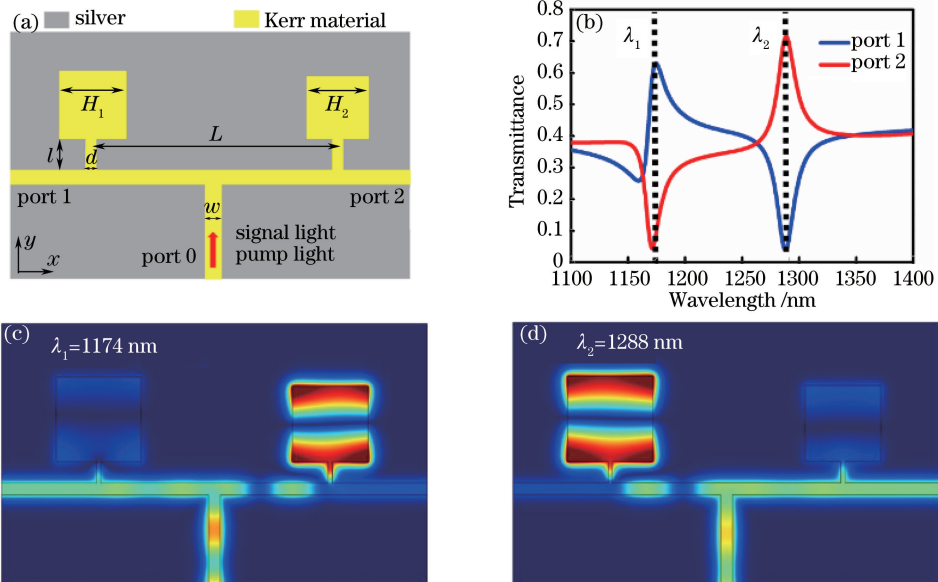 (a)
silver
Kerr material
H1
H2
L
l
d
port 1
port 2
w
signal light
port 0
pump light
y
x
(b)
λ1
λ2
port 1
port 2
Transmittance
0.8
0.7
0.6
0.5
0.4
0.3
0.2
0.1
0
1100 1150 1200 1250 1290 1350 1400
Wavelength /nm
(c)
λ1=1174 nm
(d)
λ2=1288 nm